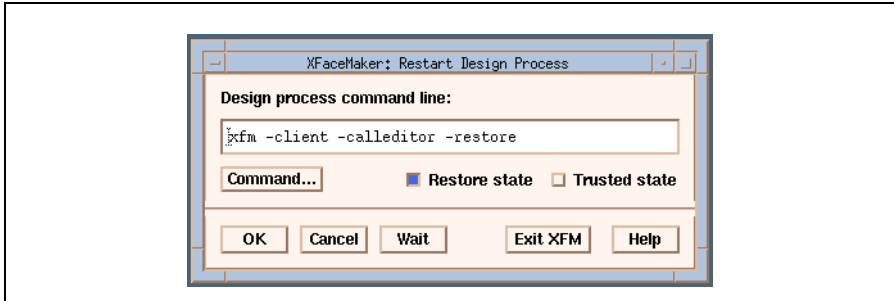 XFaceMaker: Restart Design Process
Design process command line:
xfm -client -calleditor -restore
Command... Restore state Trusted state
OK Cancel Wait Exit XFM Help